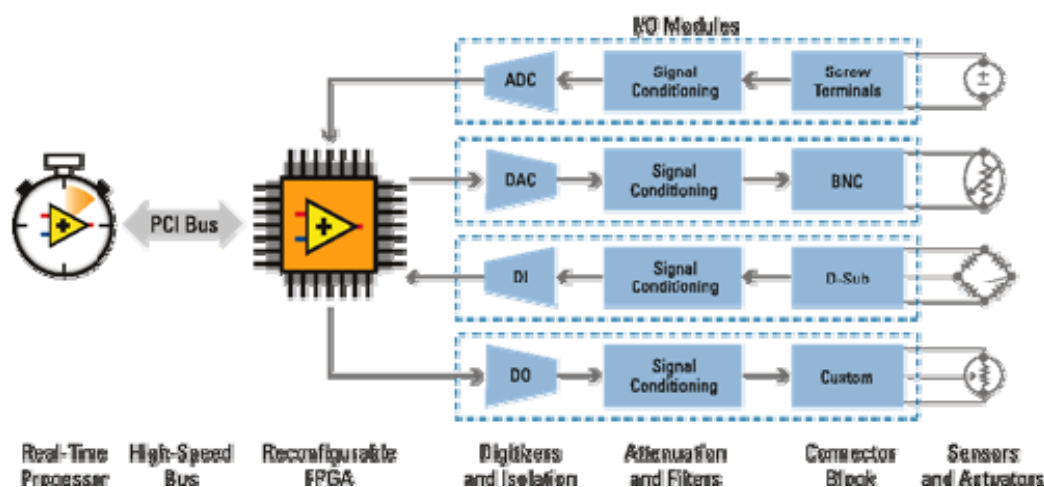 I/O Modules
ADC
Signal
Conditioning
Screw
Terminals
±
DAC
Signal
Conditioning
BNC
PCI Bus
DI
Signal
Conditioning
D-Sub
DO
Signal
Conditioning
Custom
Real-Time
Processor
High-Speed
Bus
Reconfigurable
FPGA
Digitizers
and Isolation
Attenuation
and Filters
Connector
Block
Sensors
and Actuators